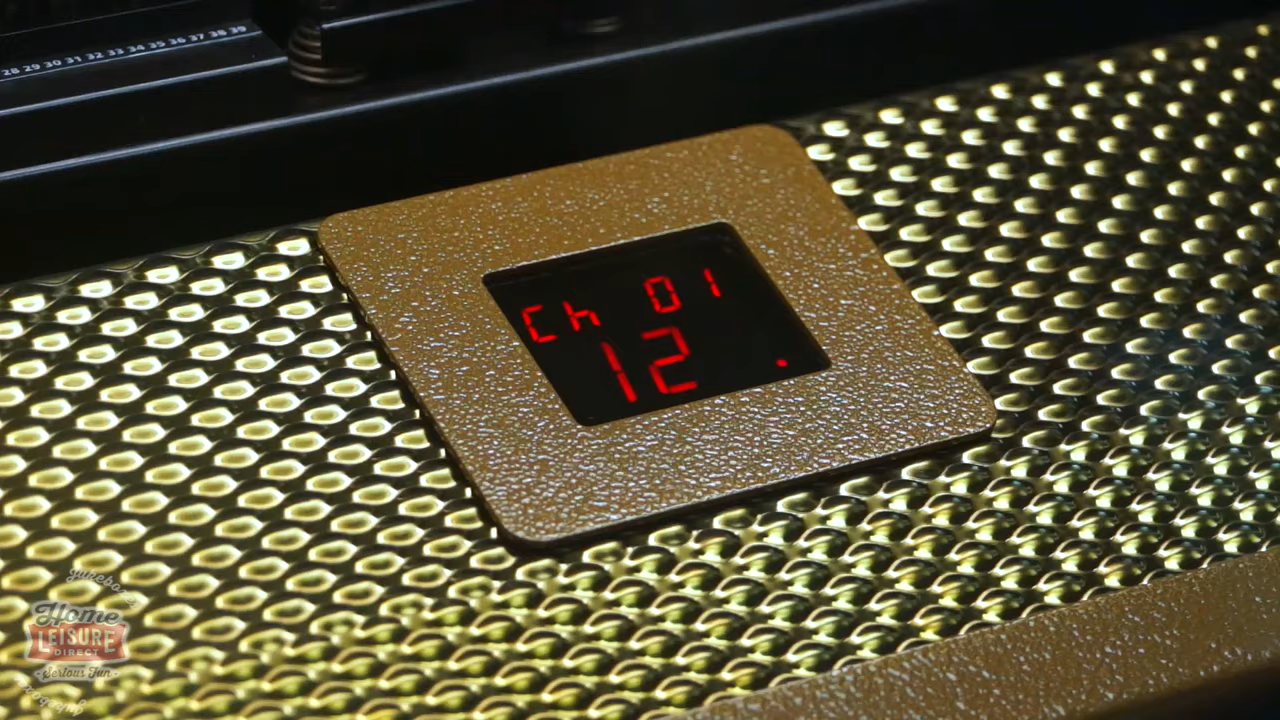 28 29 30 31 32 33 34 35 36 37 38 39
Ch 01
12.
jukeboxes
Home
LEISURE
DIRECT
-Serious Fun-